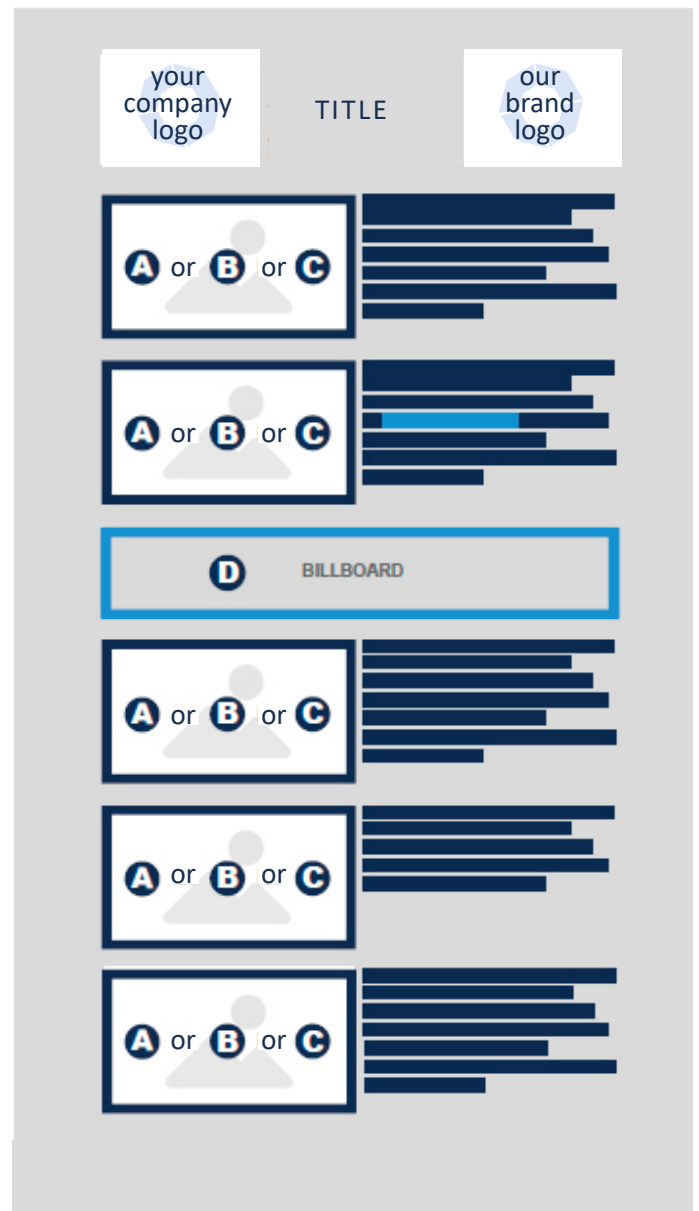 your
company
logo
TITLE
our
brand
logo
A or B or C
A or B or C
D BILLBOARD
A or B or C
A or B or C
A or B or C